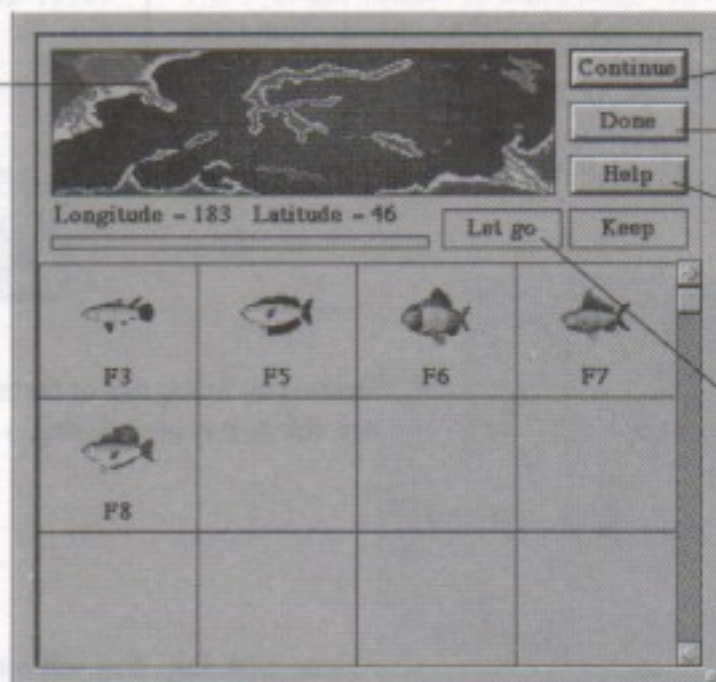 Continue
Done
Help
Longitude - 183 Latitude - 46
Let go Keep
F3 F5 F6 F7
F8